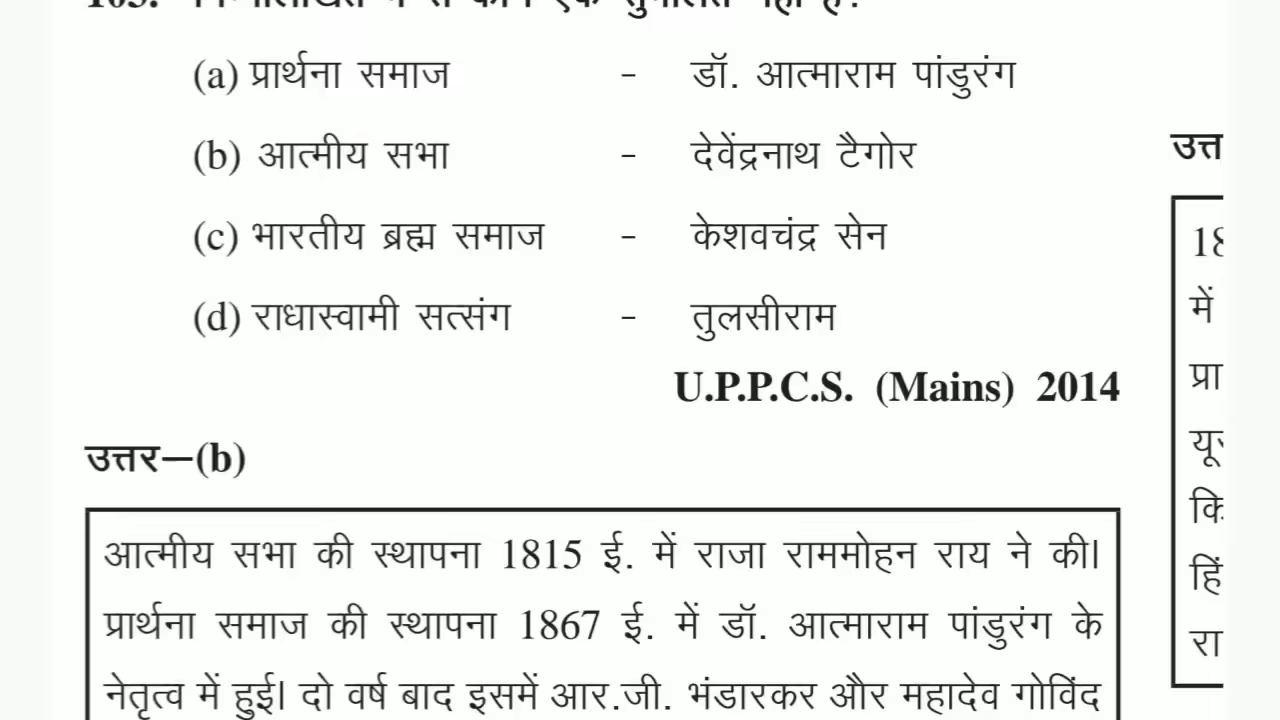 (a) प्रार्थना समाज - डॉ. आत्माराम पांडुरंग
(b) आत्मीय सभा - देवेंद्रनाथ टैगोर
(c) भारतीय ब्रह्म समाज - केशवचंद्र सेन
(d) राधास्वामी सत्संग - तुलसीराम
U.P.P.C.S. (Mains) 2014
उत्तर—(b)
आत्मीय सभा की स्थापना 1815 ई. में राजा राममोहन राय ने की।
प्रार्थना समाज की स्थापना 1867 ई. में डॉ. आत्माराम पांडुरंग के
नेतृत्व में हुई। दो वर्ष बाद इसमें आर.जी. भंडारकर और महादेव गोविंद
में